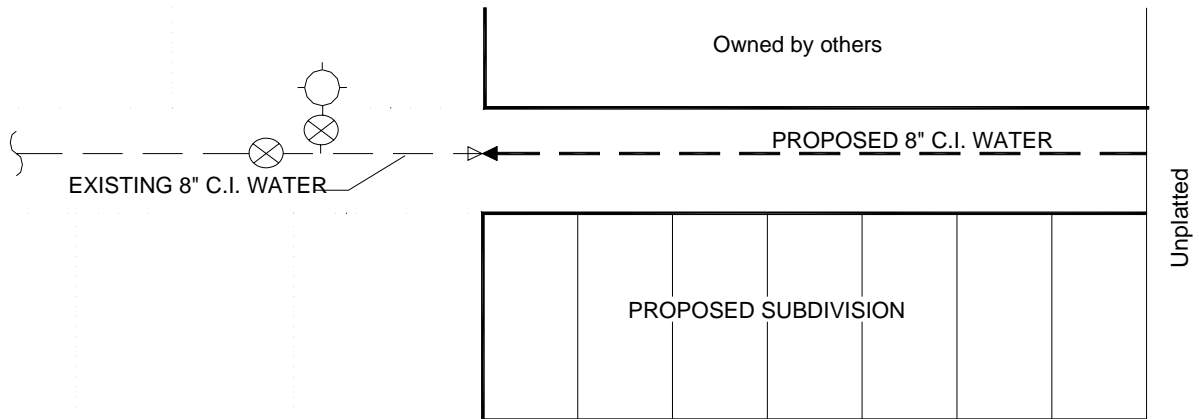 Owned by others
PROPOSED 8" C.I. WATER
EXISTING 8" C.I. WATER
Unplatted
PROPOSED SUBDIVISION